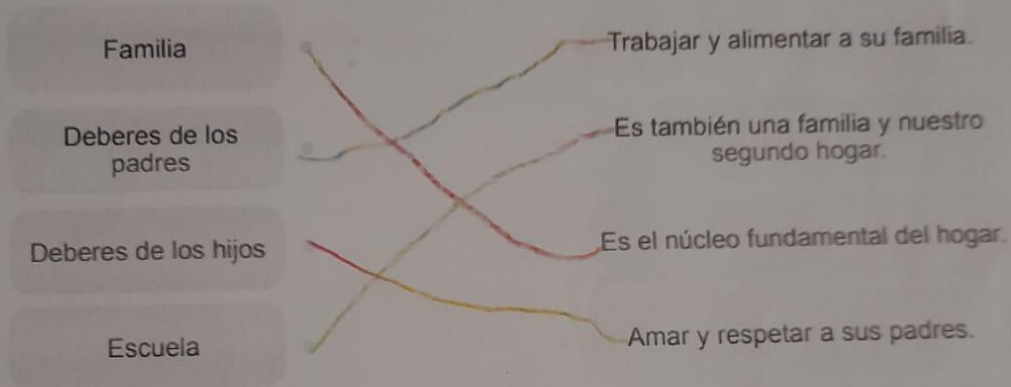 Familia
Trabajar y alimentar a su familia.
Deberes de los
padres
Es también una familia y nuestro
segundo hogar.
Deberes de los hijos
Es el núcleo fundamental del hogar.
Escuela
Amar y respetar a sus padres.